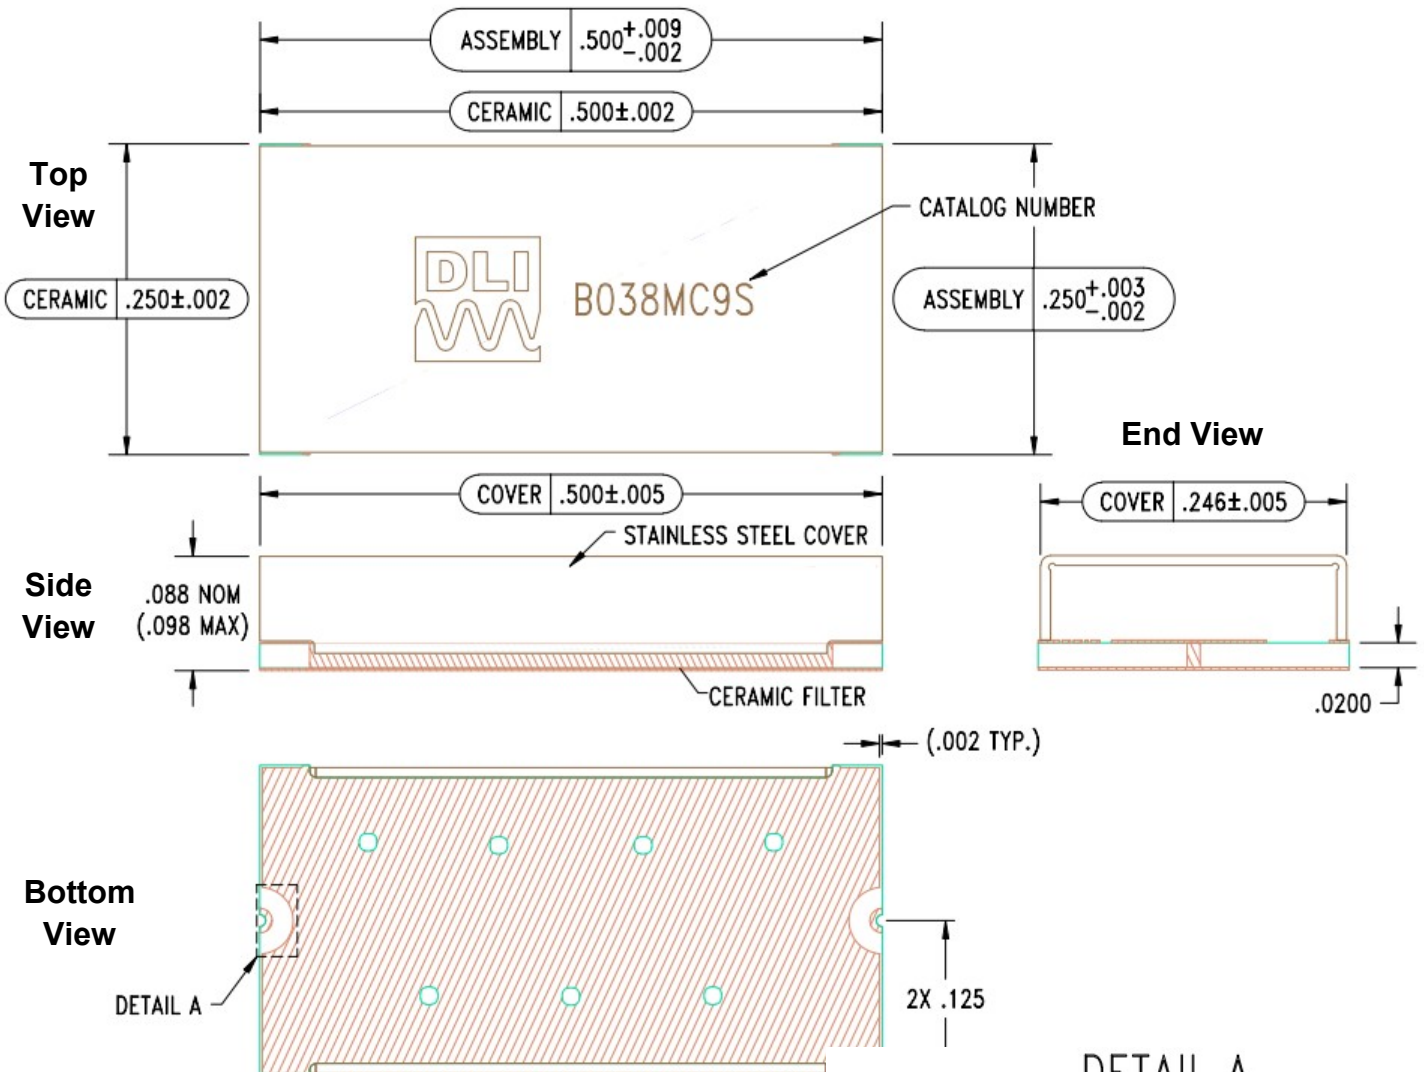 ASSEMBLY .500+.009 -.002
CERAMIC .500±.002
Top
View
CATALOG NUMBER
DLI
B038MC9S
CERAMIC .250±.002
ASSEMBLY .250+.003 -.002
End View
COVER .500±.005
COVER .246±.005
STAINLESS STEEL COVER
Side
View
.088 NOM
(.098 MAX)
CERAMIC FILTER
.0200
(.002 TYP.)
Bottom
View
DETAIL A
2X .125
DETAIL A